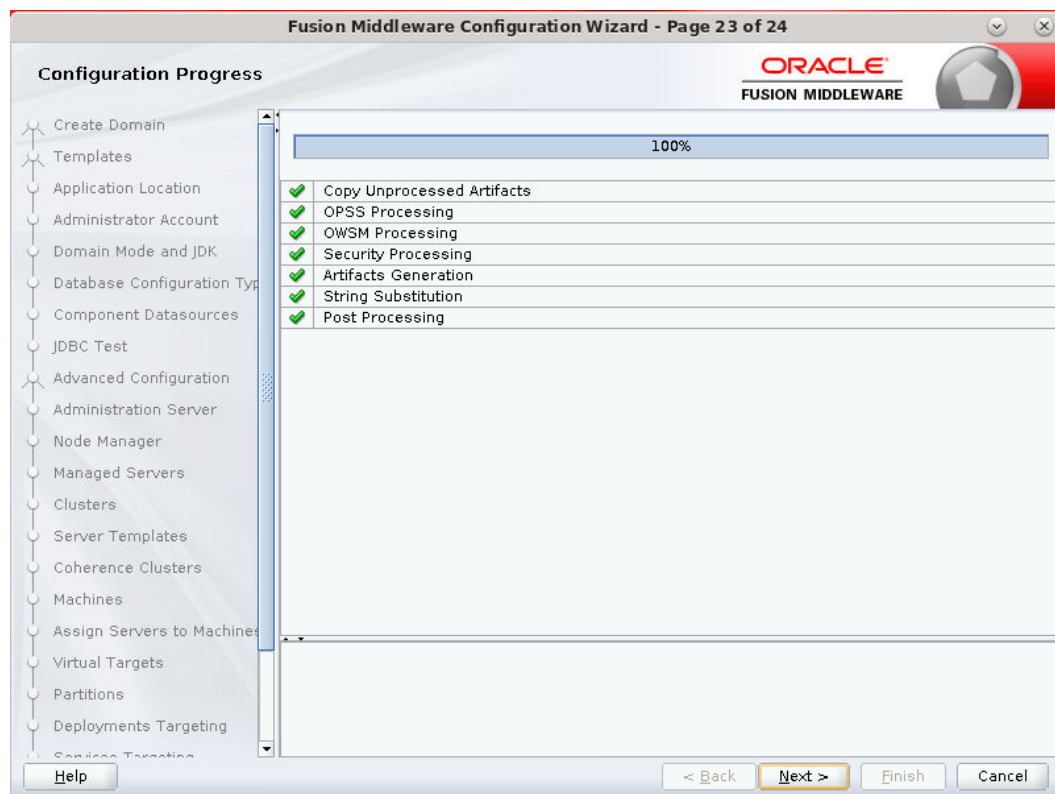 Fusion Middleware Configuration Wizard - Page 23 of 24
Configuration Progress
ORACLE
FUSION MIDDLEWARE
Create Domain
Templates
Application Location
Administrator Account
Domain Mode and JDK
Database Configuration Typ
Component Datasources
JDBC Test
Advanced Configuration
Administration Server
Node Manager
Managed Servers
Clusters
Server Templates
Coherence Clusters
Machines
Assign Servers to Machines
Virtual Targets
Partitions
Deployments Targeting
Services Targeting
100%
Copy Unprocessed Artifacts
OPSS Processing
OWSM Processing
Security Processing
Artifacts Generation
String Substitution
Post Processing
Help
< Back
Next >
Finish
Cancel